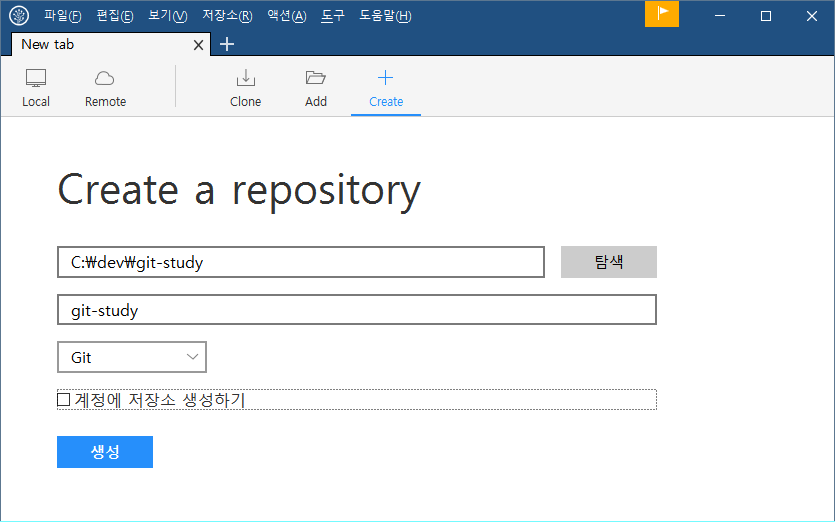 파일(F) 편집(E) 보기(V) 저장소(R) 액션(A) 도구 도움말(H)
New tab
Local Remote Clone Add Create
Create a repository
C:₩dev₩git-study 탐색
git-study
Git
계정에 저장소 생성하기
생성